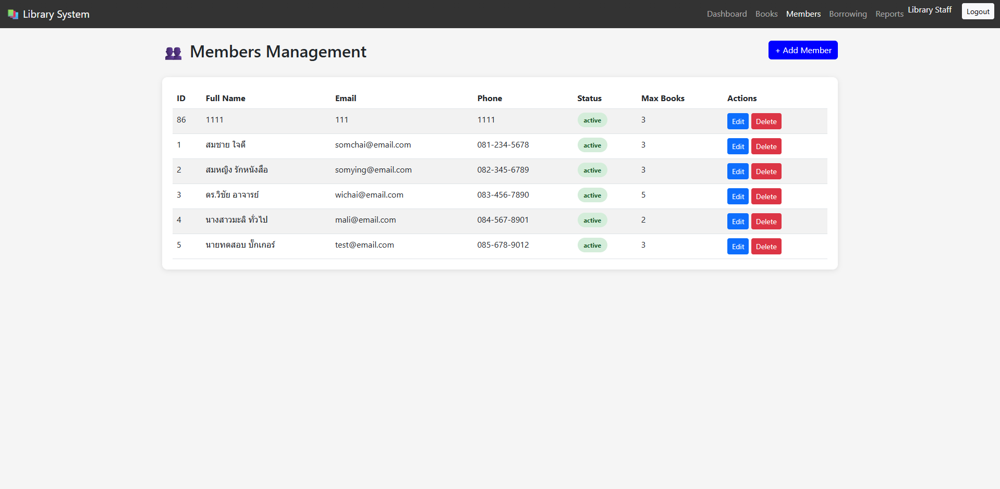 Library System Dashboard Books Members Borrowing Reports Library Staff Logout
Members Management + Add Member
ID Full Name Email Phone Status Max Books Actions
86 1111 111 1111 active 3 Edit Delete
1 สมชาย ใจดี somchai@email.com 081-234-5678 active 3 Edit Delete
2 สมหญิง รักหนังสือ somying@email.com 082-345-6789 active 3 Edit Delete
3 ดร.วิชัย อาจารย์ wichai@email.com 083-456-7890 active 5 Edit Delete
4 นางสาวมะลิ ทั่วไป mali@email.com 084-567-8901 active 2 Edit Delete
5 นายทดสอบ บั๊กเกอร์ test@email.com 085-678-9012 active 3 Edit Delete